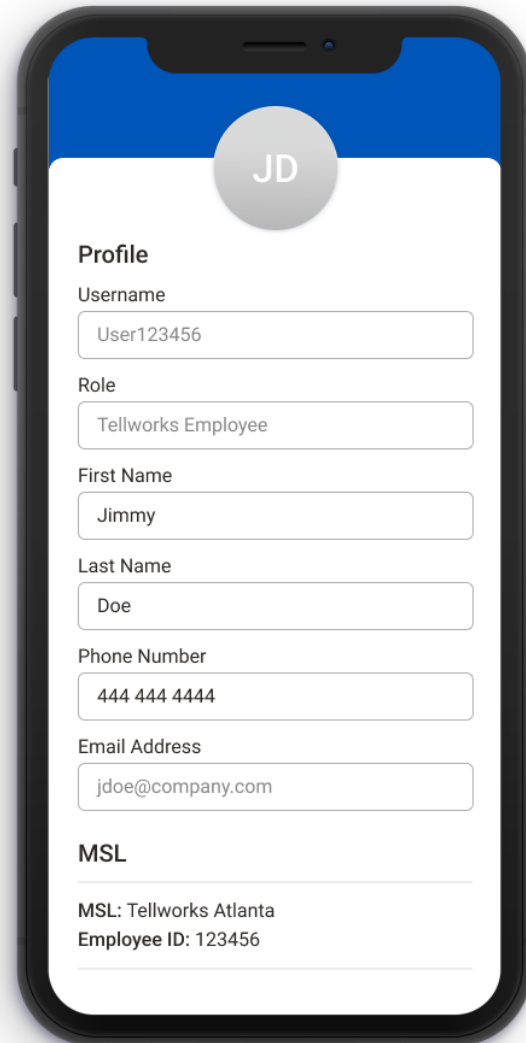 JD
Profile
Username
User123456
Role
Tellworks Employee
First Name
Jimmy
Last Name
Doe
Phone Number
444 444 4444
Email Address
jdoe@company.com
MSL
MSL: Tellworks Atlanta
Employee ID: 123456